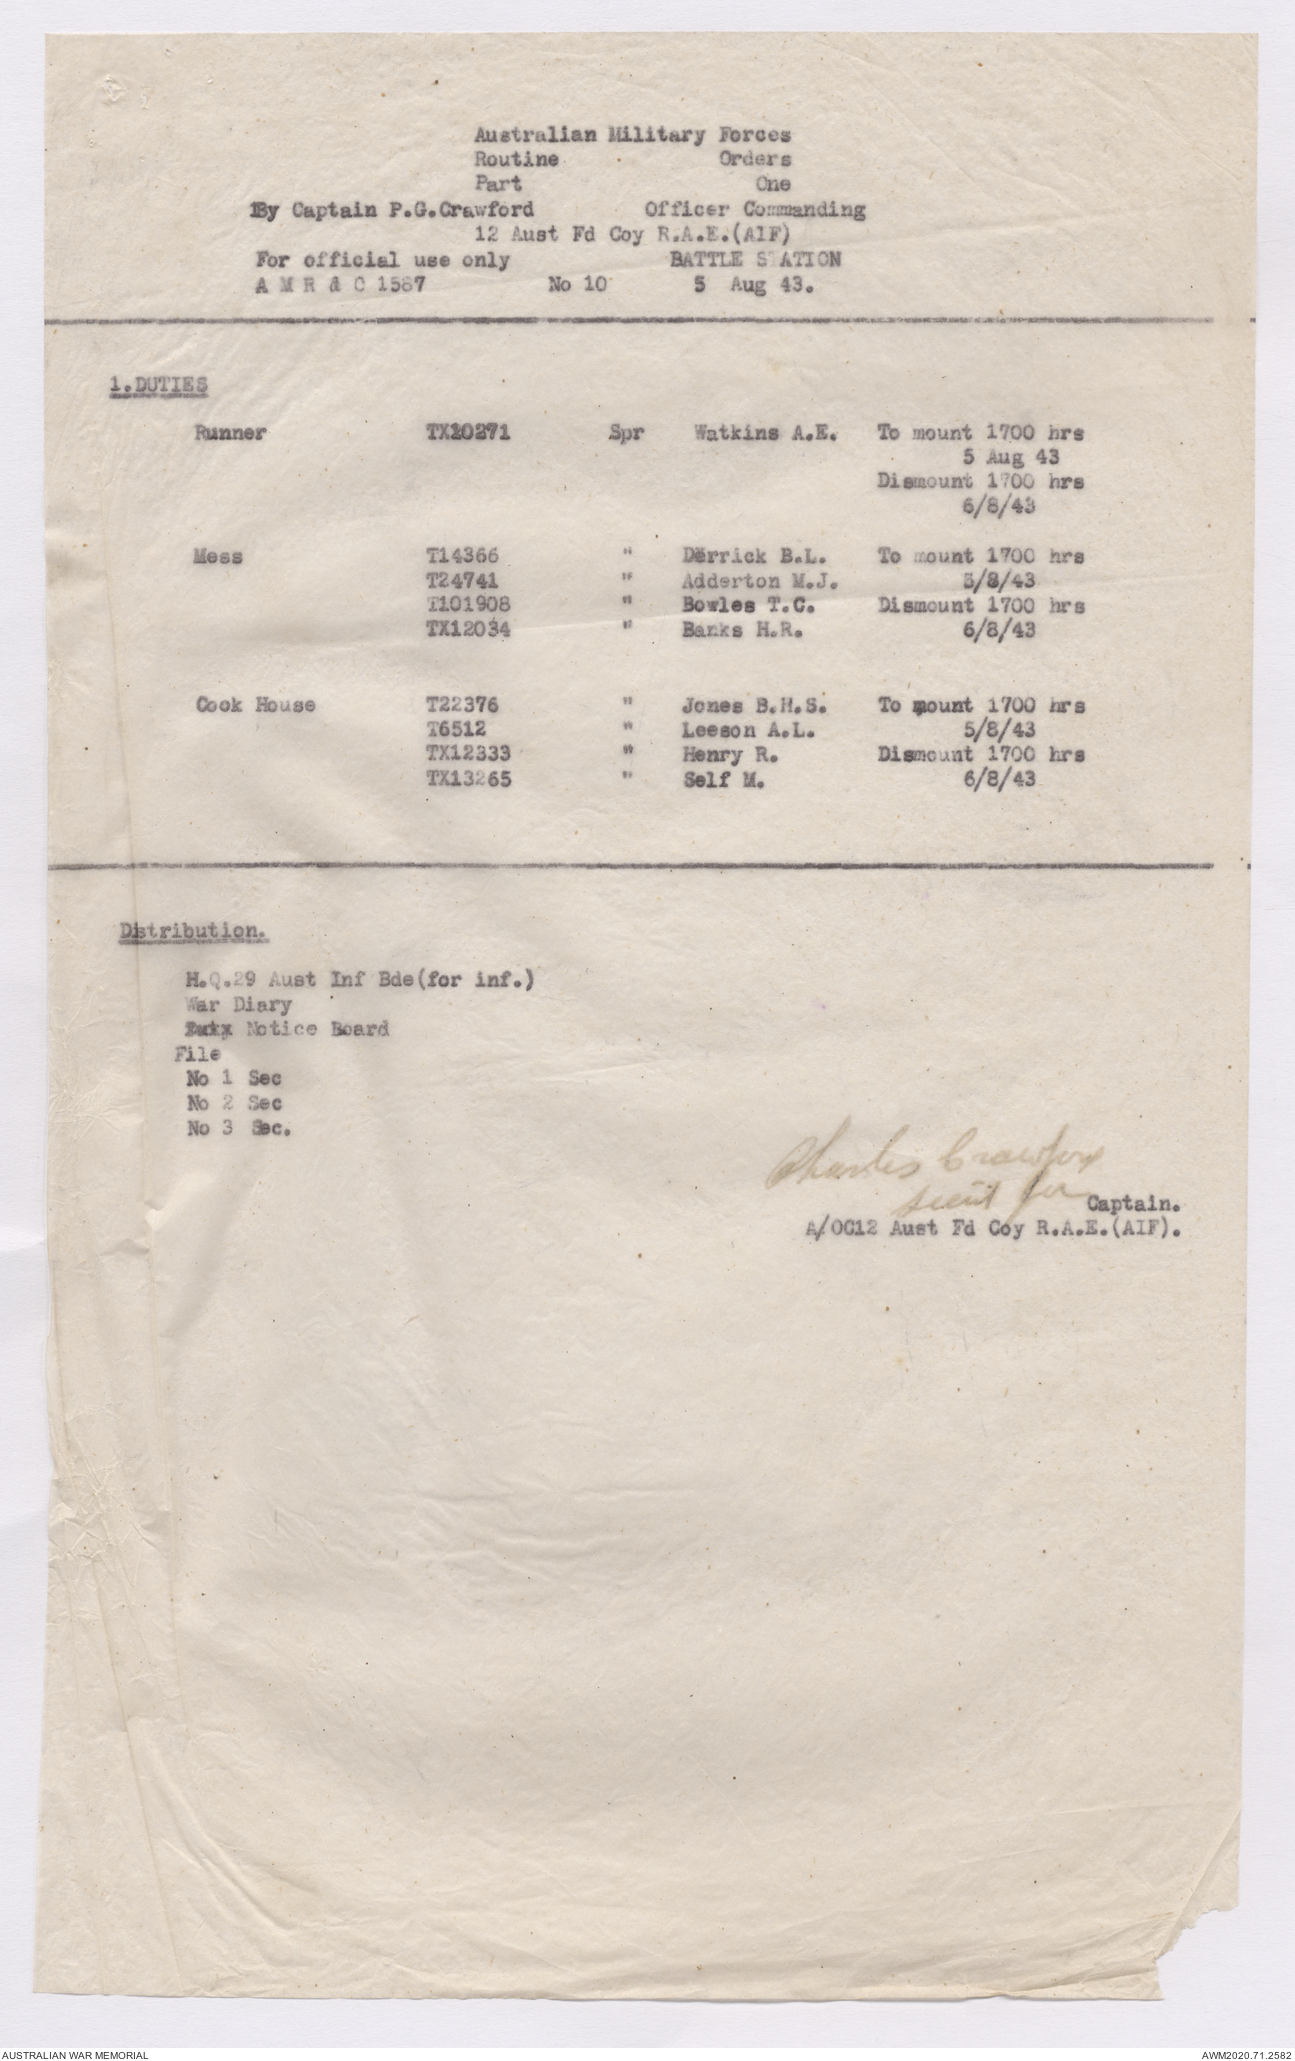 Australian Military Forces
Routine Orders
Part One
By Captain P.G.Crawford Officer Commanding
12 Aust Fd Coy R.A.E.(AIF)
For official use only BATTLE STATION
A M R & O 1587 No 10 5 Aug 43.
1.DUTIES
Runner TX10271 Spr Watkins A.E. To mount 1700 hrs
5 Aug 43
Dismount 1700 hrs
6/8/43
Mess T14366 " Derrick B.L. To mount 1700 hrs
T24741 " Adderton M.J. 5/8/43
T101908 " Bowles T.C. Dismount 1700 hrs
TX12034 " Banks H.R. 6/8/43
Cook House T22376 " Jones B.H.S. To mount 1700 hrs
T6512 " Leeson A.L. 5/8/43
TX12333 " Henry R. Dismount 1700 hrs
TX13265 " Self M. 6/8/43
Distribution.
H.Q.29 Aust Inf Bde(for inf.)
War Diary
Notice Board
File
No 1 Sec
No 2 Sec
No 3 Sec.
Charles Crawford
Lieut for Captain.
A/OC12 Aust Fd Coy R.A.E.(AIF).
AUSTRALIAN WAR MEMORIAL AWM2020.71.2582